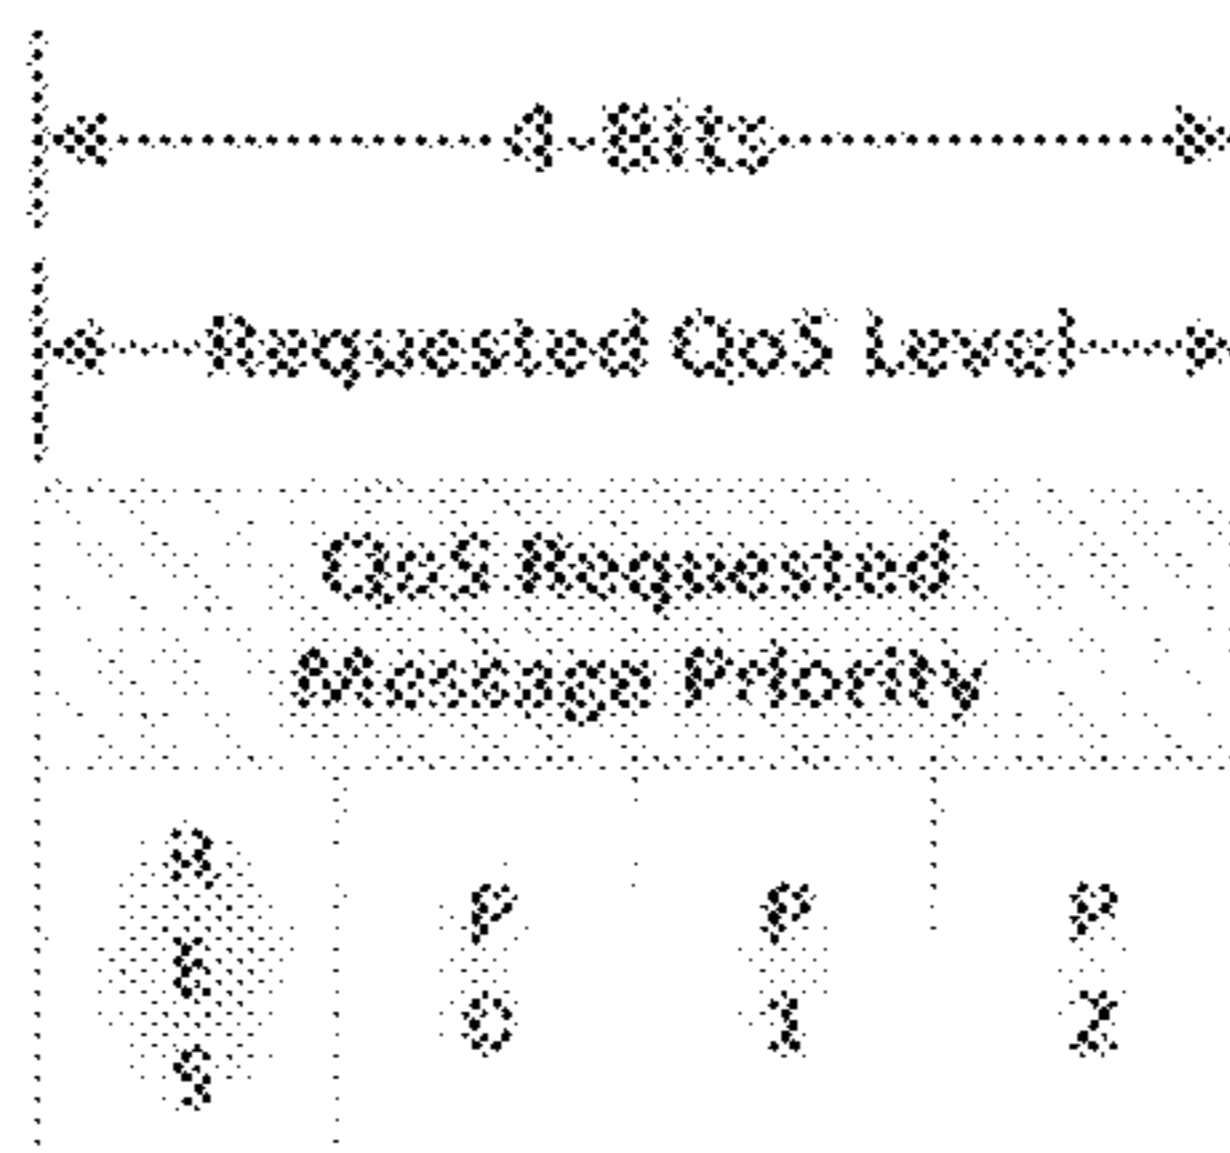 4-Bits
Requested QoS Level
QoS Requested
Message Priority
R
E
S
P
0
P
1
P
2